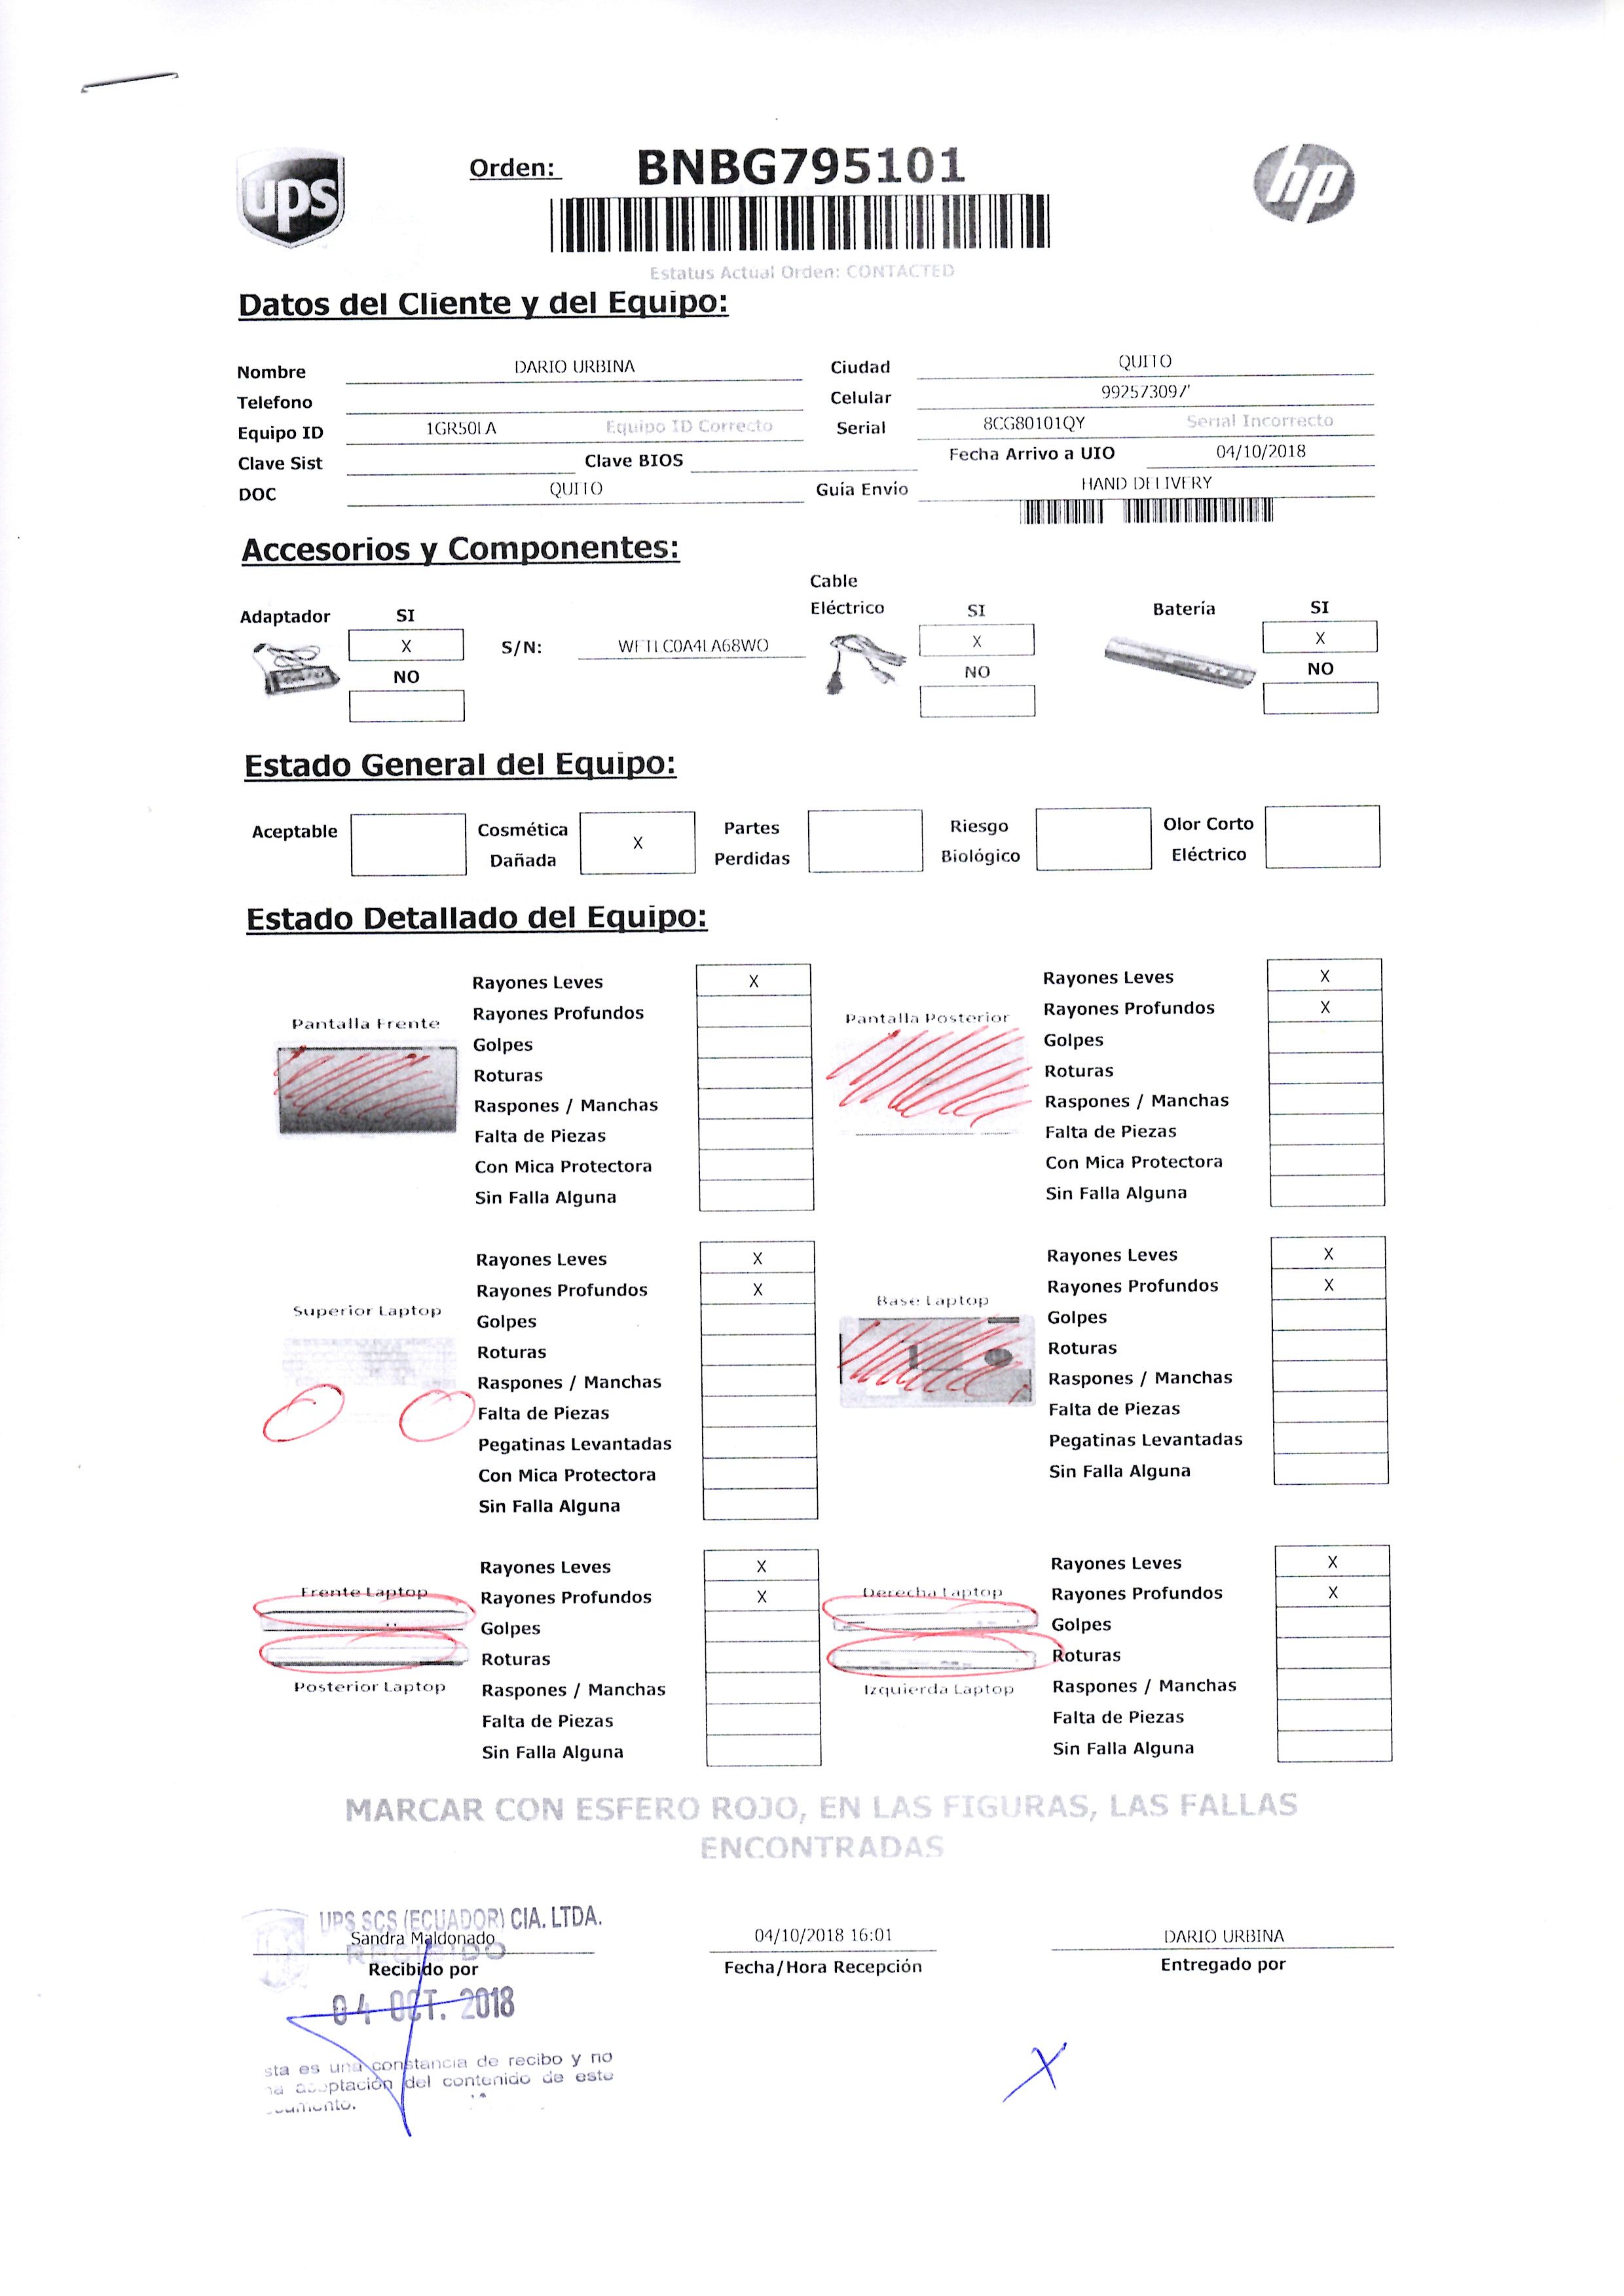 ups
Orden: BNBG795101
hp
Estatus Actual Orden: CONTACTED
Datos del Cliente y del Equipo:
Nombre DARIO URBINA Ciudad QUITO
Telefono Celular 992573097
Equipo ID 1GR50LA Equipo ID Correcto Serial 8CG80101QY Serial Incorrecto
Clave Sist Clave BIOS Fecha Arrivo a UIO 04/10/2018
DOC QUITO Guía Envío HAND DELIVERY
Accesorios y Componentes:
Adaptador SI Cable Eléctrico SI Batería SI
X S/N: X X
NO NO NO
Estado General del Equipo:
Aceptable Cosmética Dañada X Partes Perdidas Riesgo Biológico Olor Corto Eléctrico
Estado Detallado del Equipo:
Pantalla Frente
Rayones Leves X
Rayones Profundos
Golpes
Roturas
Raspones / Manchas
Falta de Piezas
Con Mica Protectora
Sin Falla Alguna
Pantalla Posterior
Rayones Leves X
Rayones Profundos X
Golpes
Roturas
Raspones / Manchas
Falta de Piezas
Con Mica Protectora
Sin Falla Alguna
Superior Laptop
Rayones Leves X
Rayones Profundos X
Golpes
Roturas
Raspones / Manchas
Falta de Piezas
Pegatinas Levantadas
Con Mica Protectora
Sin Falla Alguna
Base Laptop
Rayones Leves X
Rayones Profundos X
Golpes
Roturas
Raspones / Manchas
Falta de Piezas
Pegatinas Levantadas
Sin Falla Alguna
Frente Laptop
Posterior Laptop
Rayones Leves X
Rayones Profundos X
Golpes
Roturas
Raspones / Manchas
Falta de Piezas
Sin Falla Alguna
Derecha Laptop
Izquierda Laptop
Rayones Leves X
Rayones Profundos X
Golpes
Roturas
Raspones / Manchas
Falta de Piezas
Sin Falla Alguna
MARCAR CON ESFERO ROJO, EN LAS FIGURAS, LAS FALLAS
ENCONTRADAS
UPS SCS (ECUADOR) CIA. LTDA.
Sandra Maldonado 04/10/2018 16:01 DARIO URBINA
RECIBIDO
Recibido por Fecha/Hora Recepción Entregado por
04 OCT. 2018
X
sta es una constancia de recibo y no
aceptación del contenido de este